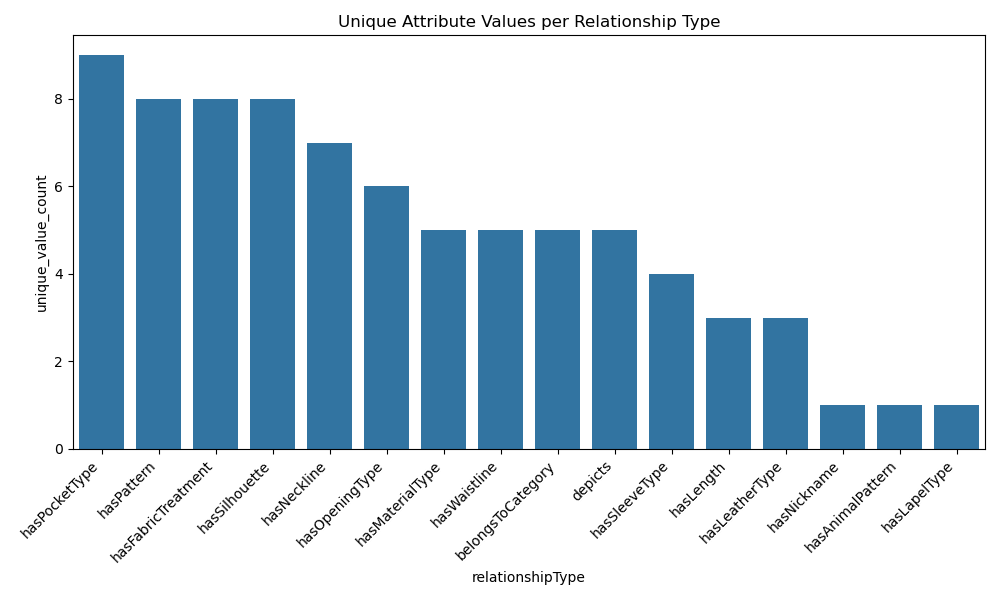 Unique Attribute Values per Relationship Type
unique_value_count
8
6
4
2
0
hasPocketType
hasPattern
hasFabricTreatment
hasSilhouette
hasNeckline
hasOpeningType
hasMaterialType
hasWaistline
belongsToCategory
depicts
hasSleeveType
hasLength
hasLeatherType
hasNickname
hasAnimalPattern
hasLapelType
relationshipType